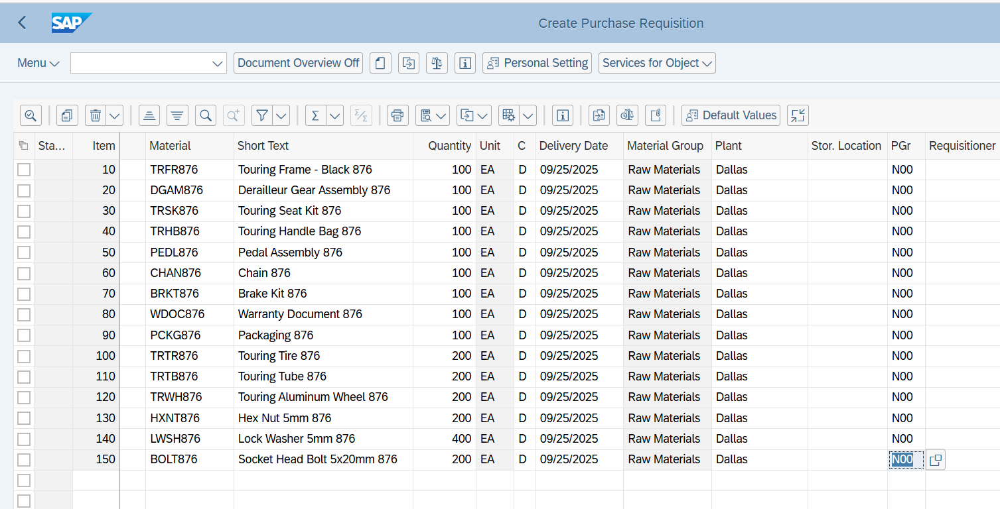 SAP Create Purchase Requisition
Menu Document Overview Off Personal Setting Services for Object
Default Values
Sta... Item Material Short Text Quantity Unit C Delivery Date Material Group Plant Stor. Location PGr Requisitioner
10 TRFR876 Touring Frame - Black 876 100 EA D 09/25/2025 Raw Materials Dallas N00
20 DGAM876 Derailleur Gear Assembly 876 100 EA D 09/25/2025 Raw Materials Dallas N00
30 TRSK876 Touring Seat Kit 876 100 EA D 09/25/2025 Raw Materials Dallas N00
40 TRHB876 Touring Handle Bag 876 100 EA D 09/25/2025 Raw Materials Dallas N00
50 PEDL876 Pedal Assembly 876 100 EA D 09/25/2025 Raw Materials Dallas N00
60 CHAN876 Chain 876 100 EA D 09/25/2025 Raw Materials Dallas N00
70 BRKT876 Brake Kit 876 100 EA D 09/25/2025 Raw Materials Dallas N00
80 WDOC876 Warranty Document 876 100 EA D 09/25/2025 Raw Materials Dallas N00
90 PCKG876 Packaging 876 100 EA D 09/25/2025 Raw Materials Dallas N00
100 TRTR876 Touring Tire 876 200 EA D 09/25/2025 Raw Materials Dallas N00
110 TRTB876 Touring Tube 876 200 EA D 09/25/2025 Raw Materials Dallas N00
120 TRWH876 Touring Aluminum Wheel 876 200 EA D 09/25/2025 Raw Materials Dallas N00
130 HXNT876 Hex Nut 5mm 876 200 EA D 09/25/2025 Raw Materials Dallas N00
140 LWSH876 Lock Washer 5mm 876 400 EA D 09/25/2025 Raw Materials Dallas N00
150 BOLT876 Socket Head Bolt 5x20mm 876 200 EA D 09/25/2025 Raw Materials Dallas N00